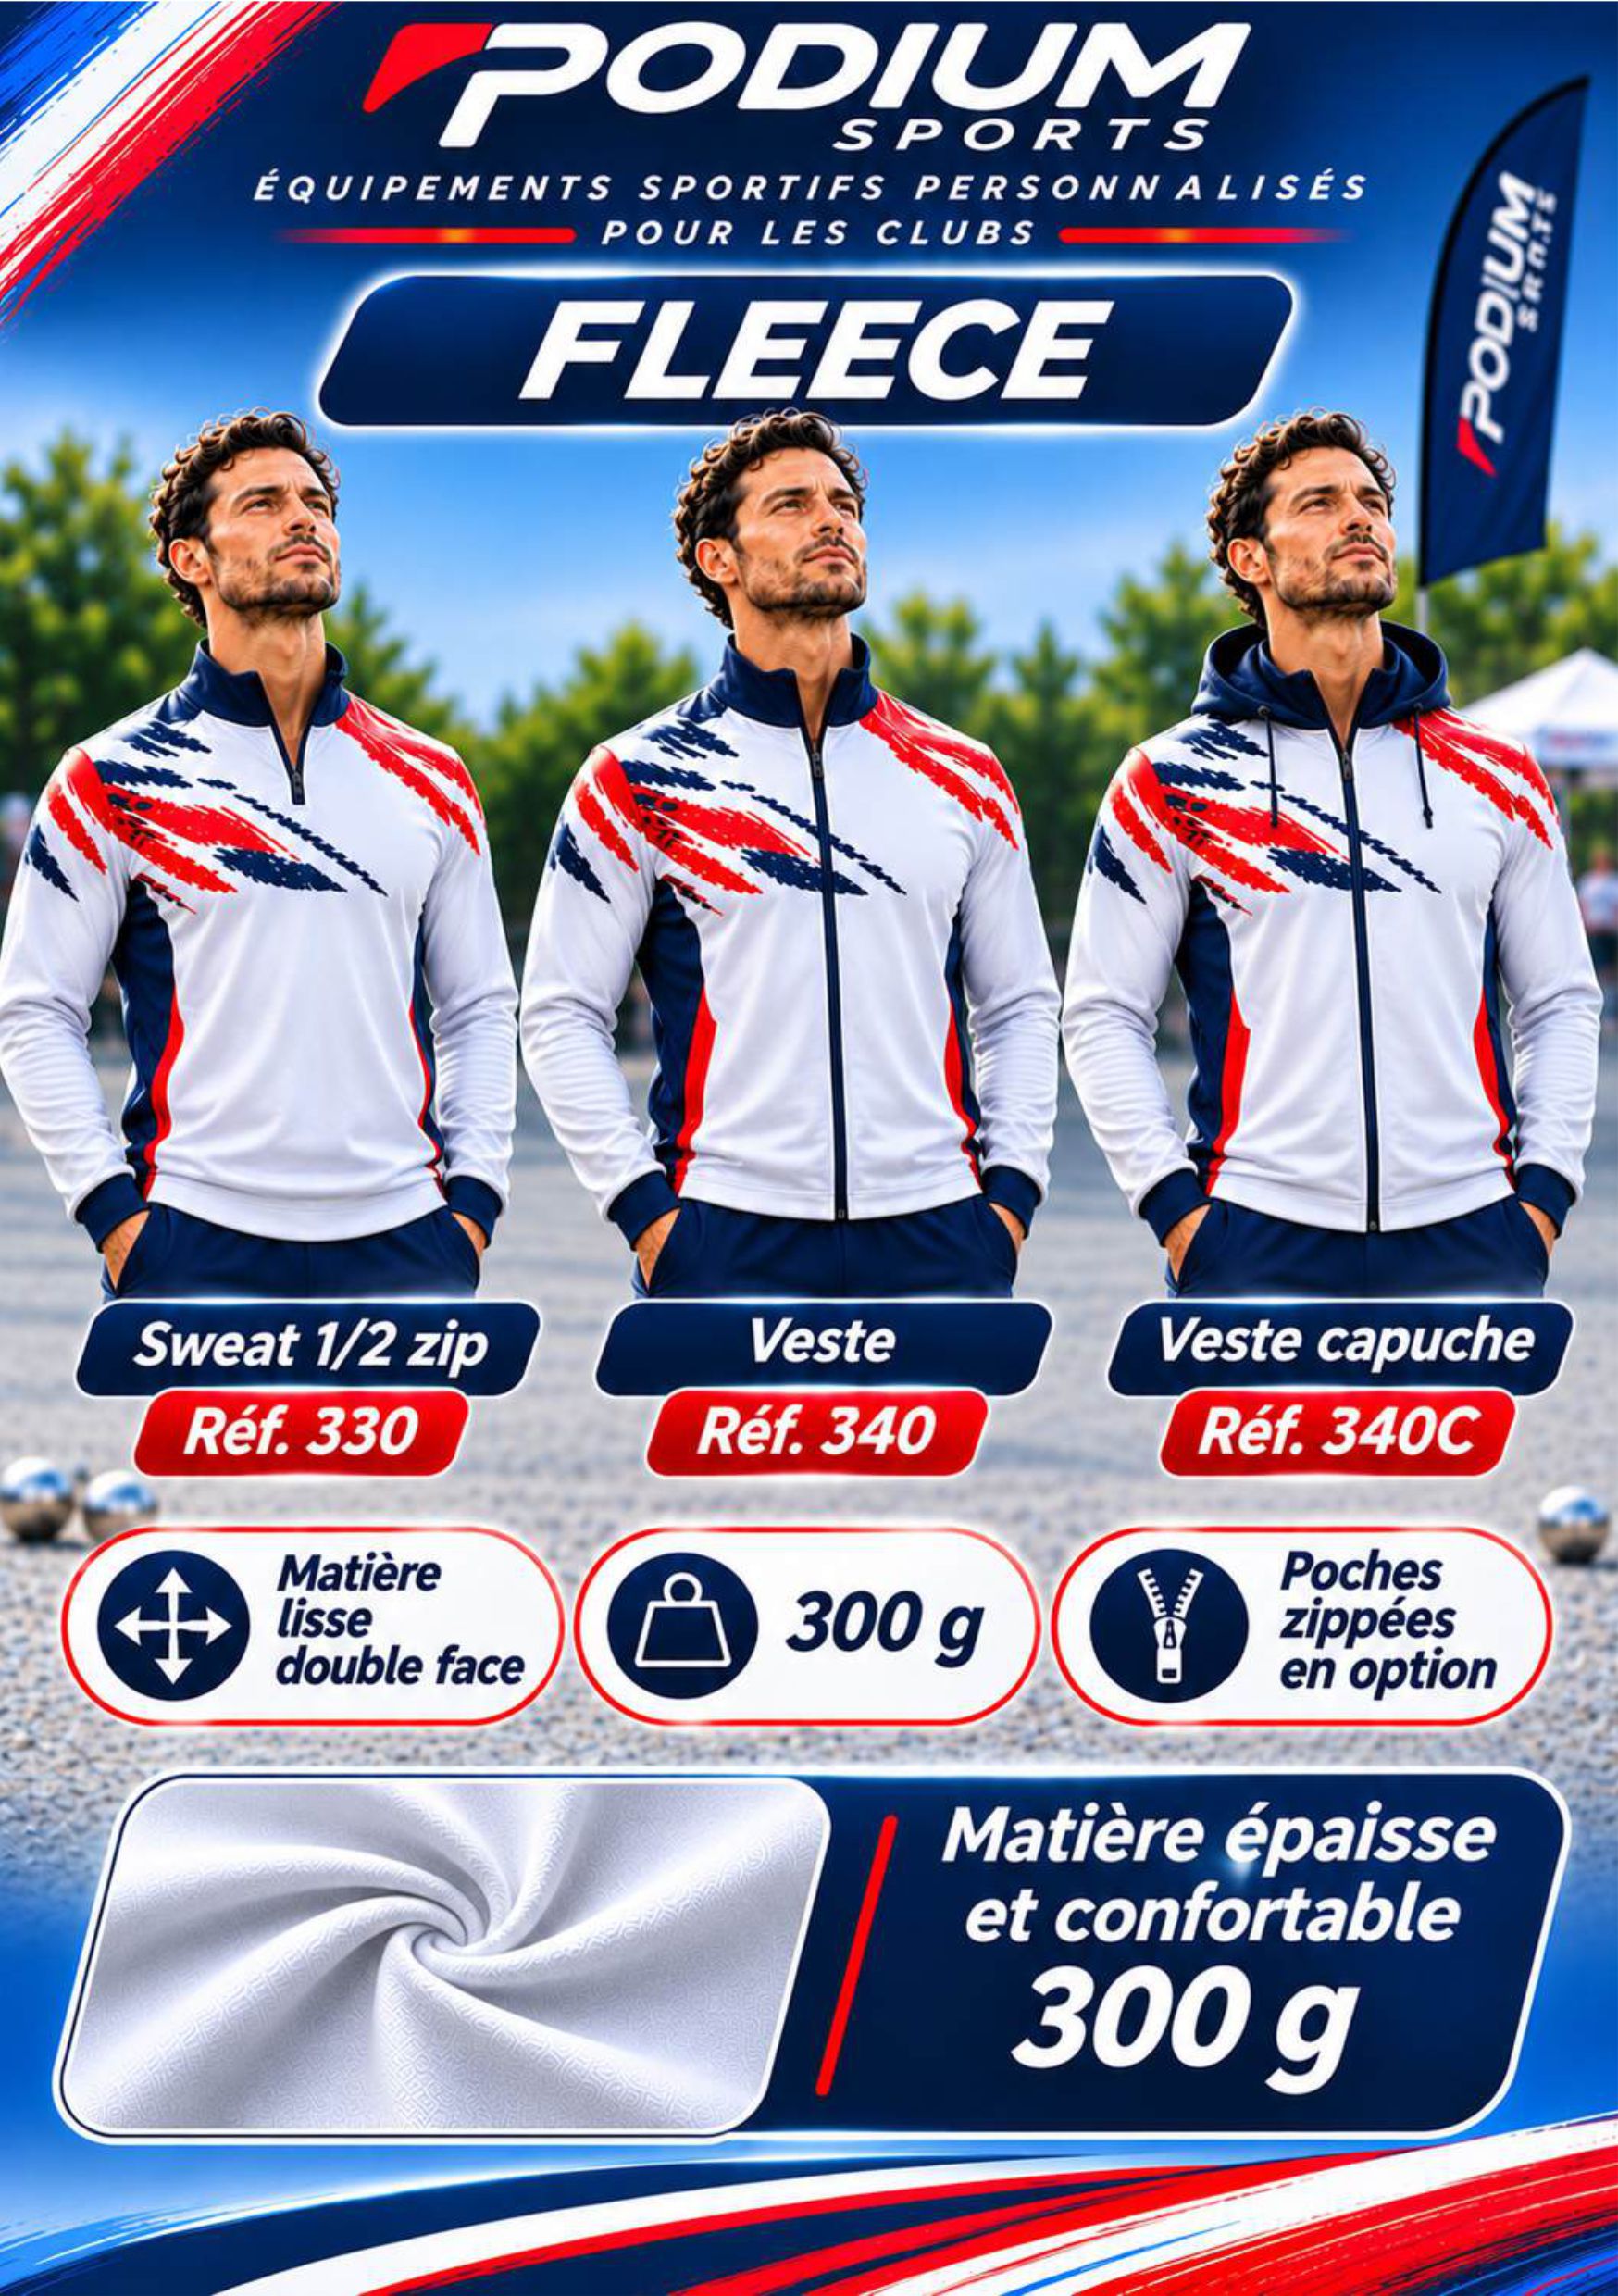 PODIUM
SPORTS
ÉQUIPEMENTS SPORTIFS PERSONNALISÉS
POUR LES CLUBS
FLEECE
PODIUM
Sweat 1/2 zip
Veste
Veste capuche
Réf. 330
Réf. 340
Réf. 340C
Matière
lisse
double face
300 g
Poches
zippées
en option
Matière épaisse
et confortable
300 g